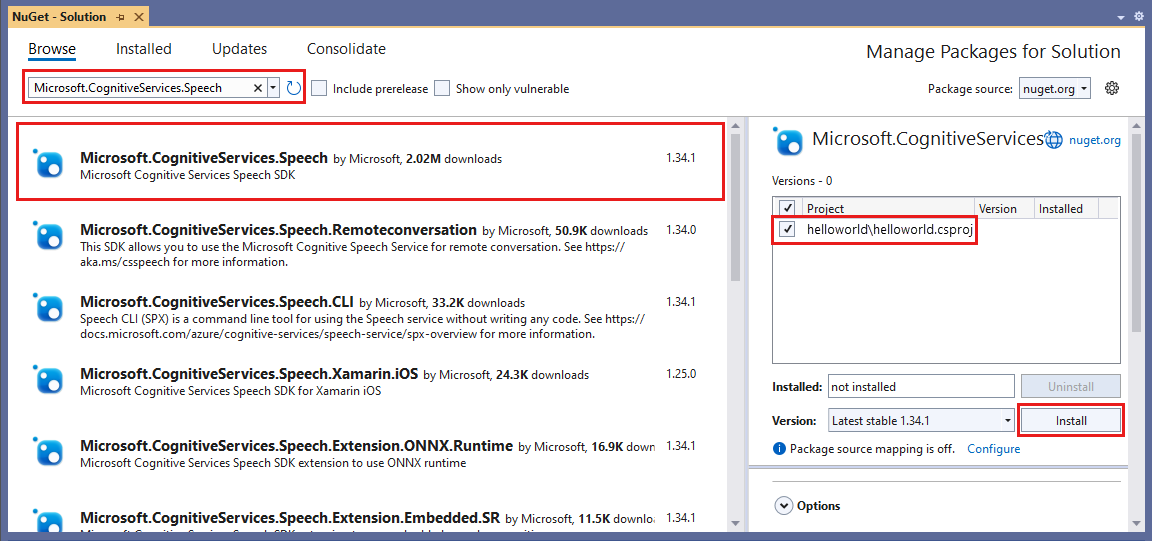 NuGet - Solution
Browse Installed Updates Consolidate
Manage Packages for Solution
Microsoft.CognitiveServices.Speech
Include prerelease
Show only vulnerable
Package source: nuget.org
Microsoft.CognitiveServices.Speech by Microsoft, 2.02M downloads 1.34.1
Microsoft Cognitive Services Speech SDK
Microsoft.CognitiveServices.Speech.Remoteconversation by Microsoft, 50.9K downloads 1.34.0
This SDK allows you to use the Microsoft Cognitive Speech Service for remote conversation. See https://
aka.ms/csspeech for more information.
Microsoft.CognitiveServices.Speech.CLI by Microsoft, 33.2K downloads 1.34.1
Speech CLI (SPX) is a command line tool for using the Speech service without writing any code. See https://
docs.microsoft.com/azure/cognitive-services/speech-service/spx-overview for more information.
Microsoft.CognitiveServices.Speech.Xamarin.iOS by Microsoft, 24.3K downloads 1.25.0
Microsoft Cognitive Services Speech SDK for Xamarin iOS
Microsoft.CognitiveServices.Speech.Extension.ONNX.Runtime by Microsoft, 16.9K down 1.34.1
Microsoft Cognitive Services Speech SDK extension to use ONNX runtime
Microsoft.CognitiveServices.Speech.Extension.Embedded.SR by Microsoft, 11.5K downloa 1.34.1
Microsoft.CognitiveServices nuget.org
Versions - 0
Project Version Installed
helloworld\helloworld.csproj
Installed: not installed Uninstall
Version: Latest stable 1.34.1 Install
Package source mapping is off. Configure
Options